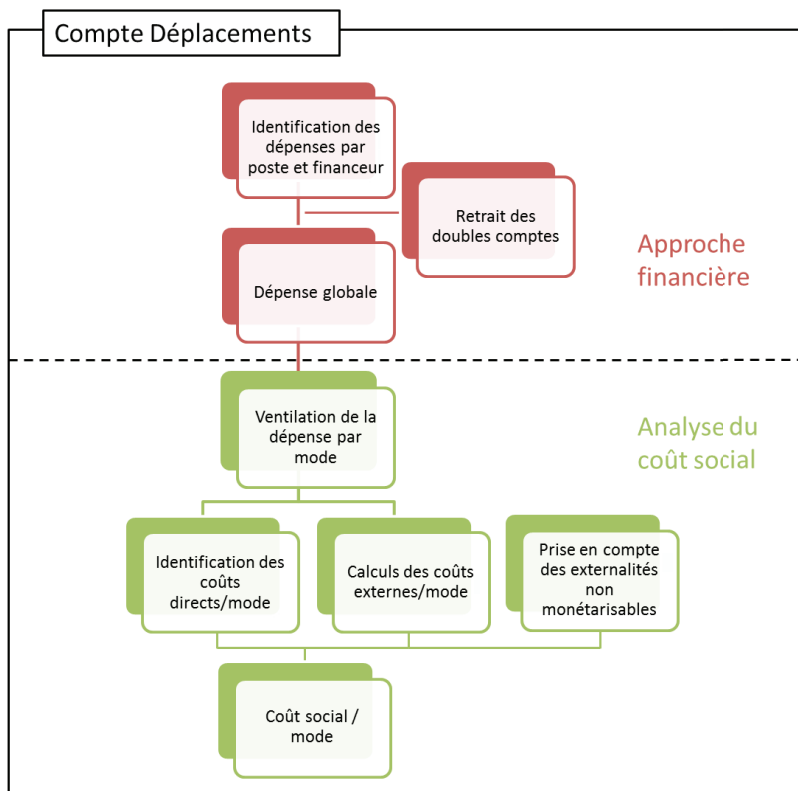 Compte Déplacements
Identification des
dépenses par
poste et financeur
Retrait des
doubles comptes
Approche
financière
Dépense globale
Ventilation de la
dépense par
mode
Analyse du
coût social
Identification des
coûts
directs/mode
Calculs des coûts
externes/mode
Prise en compte
des externalités
non
monétarisables
Coût social /
mode